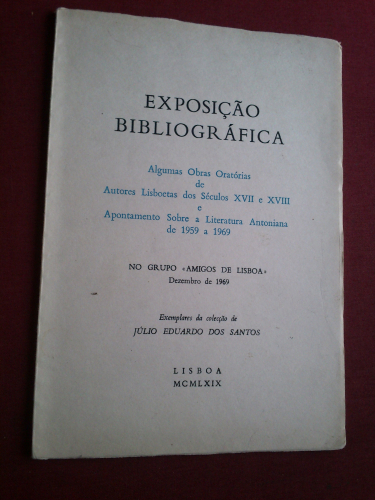 EXPOSIÇÃO
BIBLIOGRÁFICA
Algumas Obras Oratórias
de
Autores Lisboetas dos Séculos XVII e XVIII
e
Apontamento Sobre a Literatura Antoniana
de 1959 a 1969
NO GRUPO «AMIGOS DE LISBOA»
Dezembro de 1969
Exemplares da colecção de
JÚLIO EDUARDO DOS SANTOS
LISBOA
MCMLXIX